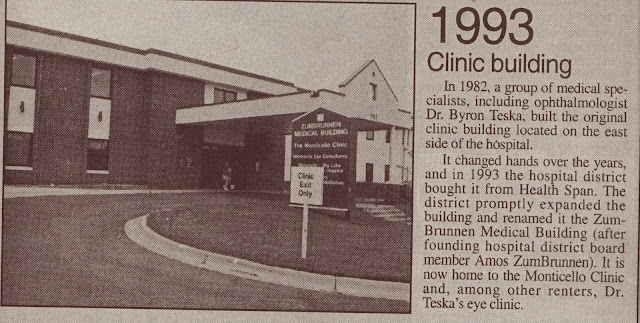 1993
Clinic building
In 1982, a group of medical spe-
cialists, including ophthalmologist
Dr. Byron Teska, built the original
clinic building located on the east
side of the hospital.
It changed hands over the years,
and in 1993 the hospital district
bought it from Health Span. The
district promptly expanded the
building and renamed it the Zum-
Brunnen Medical Building (after
founding hospital district board
member Amos ZumBrunnen). It is
now home to the Monticello Clinic
and, among other renters, Dr.
Teska's eye clinic.
ZUMBRUNNEN
MEDICAL BUILDING
The Monticello Clinic
Eye Consultants
Lake
Clinic
Exit
Only